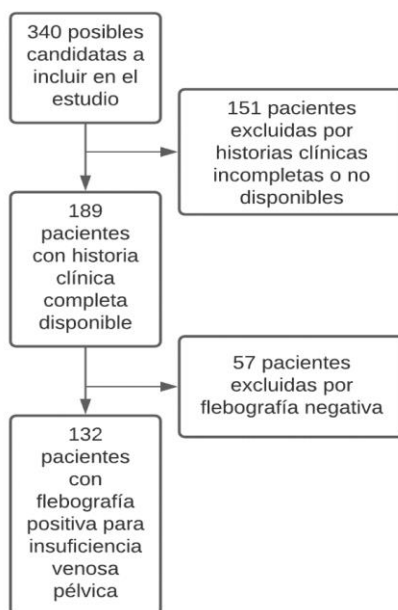 340 posibles
candidatas a
incluir en el
estudio
151 pacientes
excluidas por
historias clínicas
incompletas o no
disponibles
189
pacientes
con historia
clínica
completa
disponible
57 pacientes
excluidas por
flebografía negativa
132
pacientes
con
flebografía
positiva para
insuficiencia
venosa
pélvica